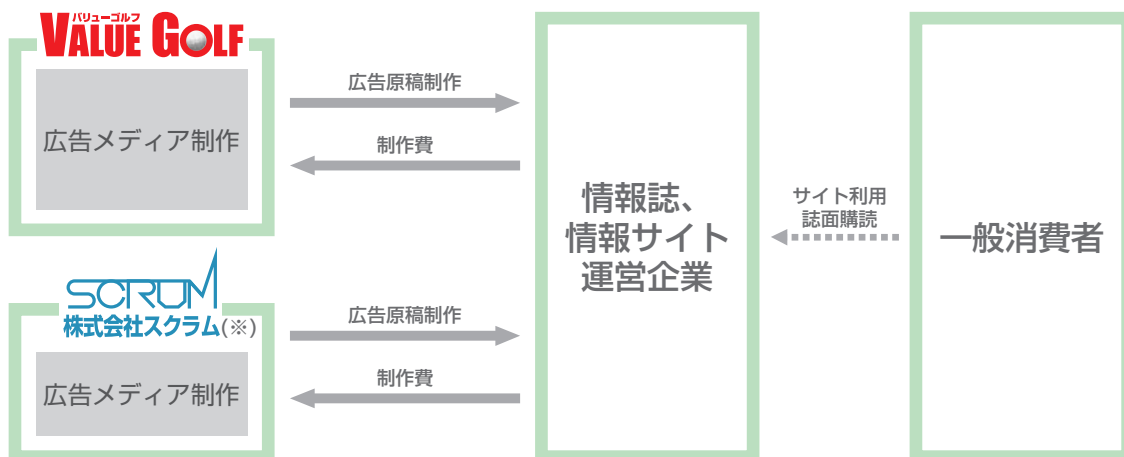 バリューゴルフ
VALUE GOLF
広告メディア制作
広告原稿制作
制作費
SCRUM
株式会社スクラム(※)
広告メディア制作
広告原稿制作
制作費
情報誌、
情報サイト
運営企業
サイト利用
誌面購読
一般消費者